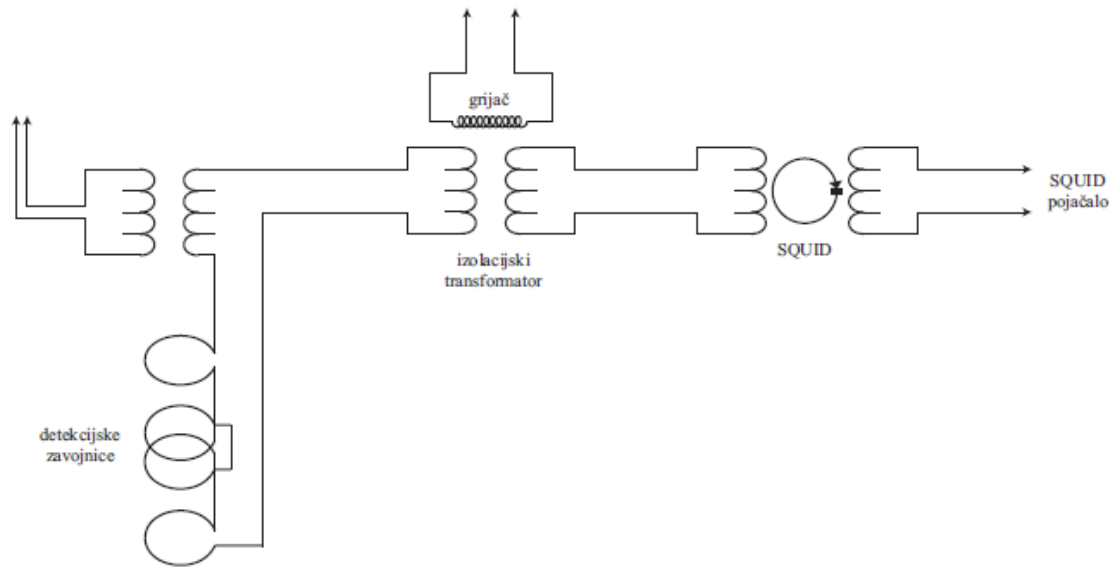 grijač
SQUID
pojačalo
SQUID
izolacijski
transformator
detekcijske
zavojnice